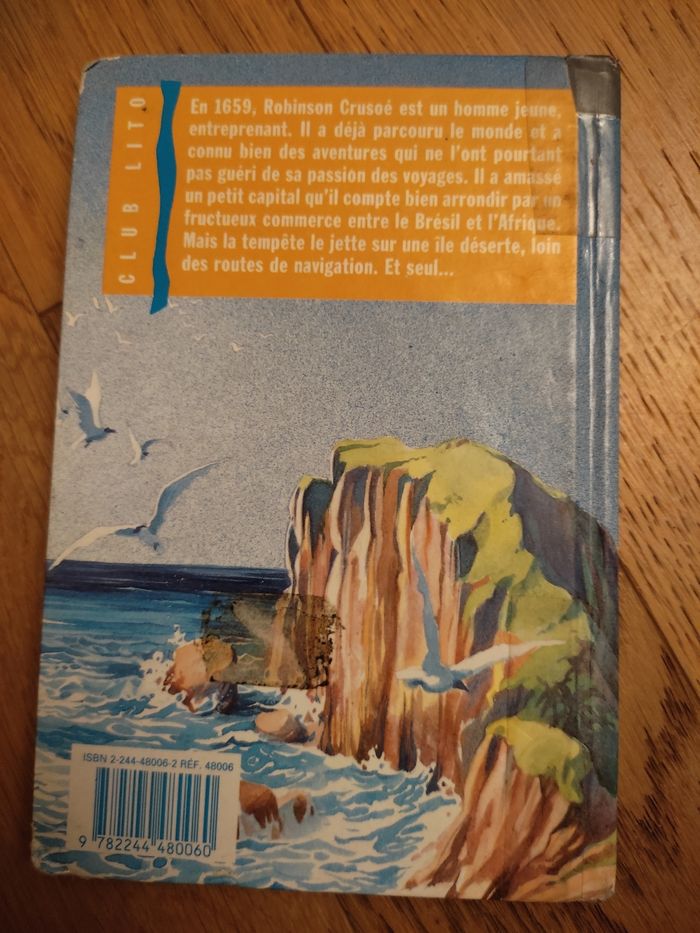 CLUB LITO
En 1659, Robinson Crusoé est un homme jeune,
entreprenant. Il a déjà parcouru le monde et a
connu bien des aventures qui ne l'ont pourtant
pas guéri de sa passion des voyages. Il a amassé
un petit capital qu'il compte bien arrondir par un
fructueux commerce entre le Brésil et l'Afrique.
Mais la tempête le jette sur une île déserte, loin
des routes de navigation. Et seul...
ISBN 2-244-48006-2 RÉF. 48006
9 782244 480060